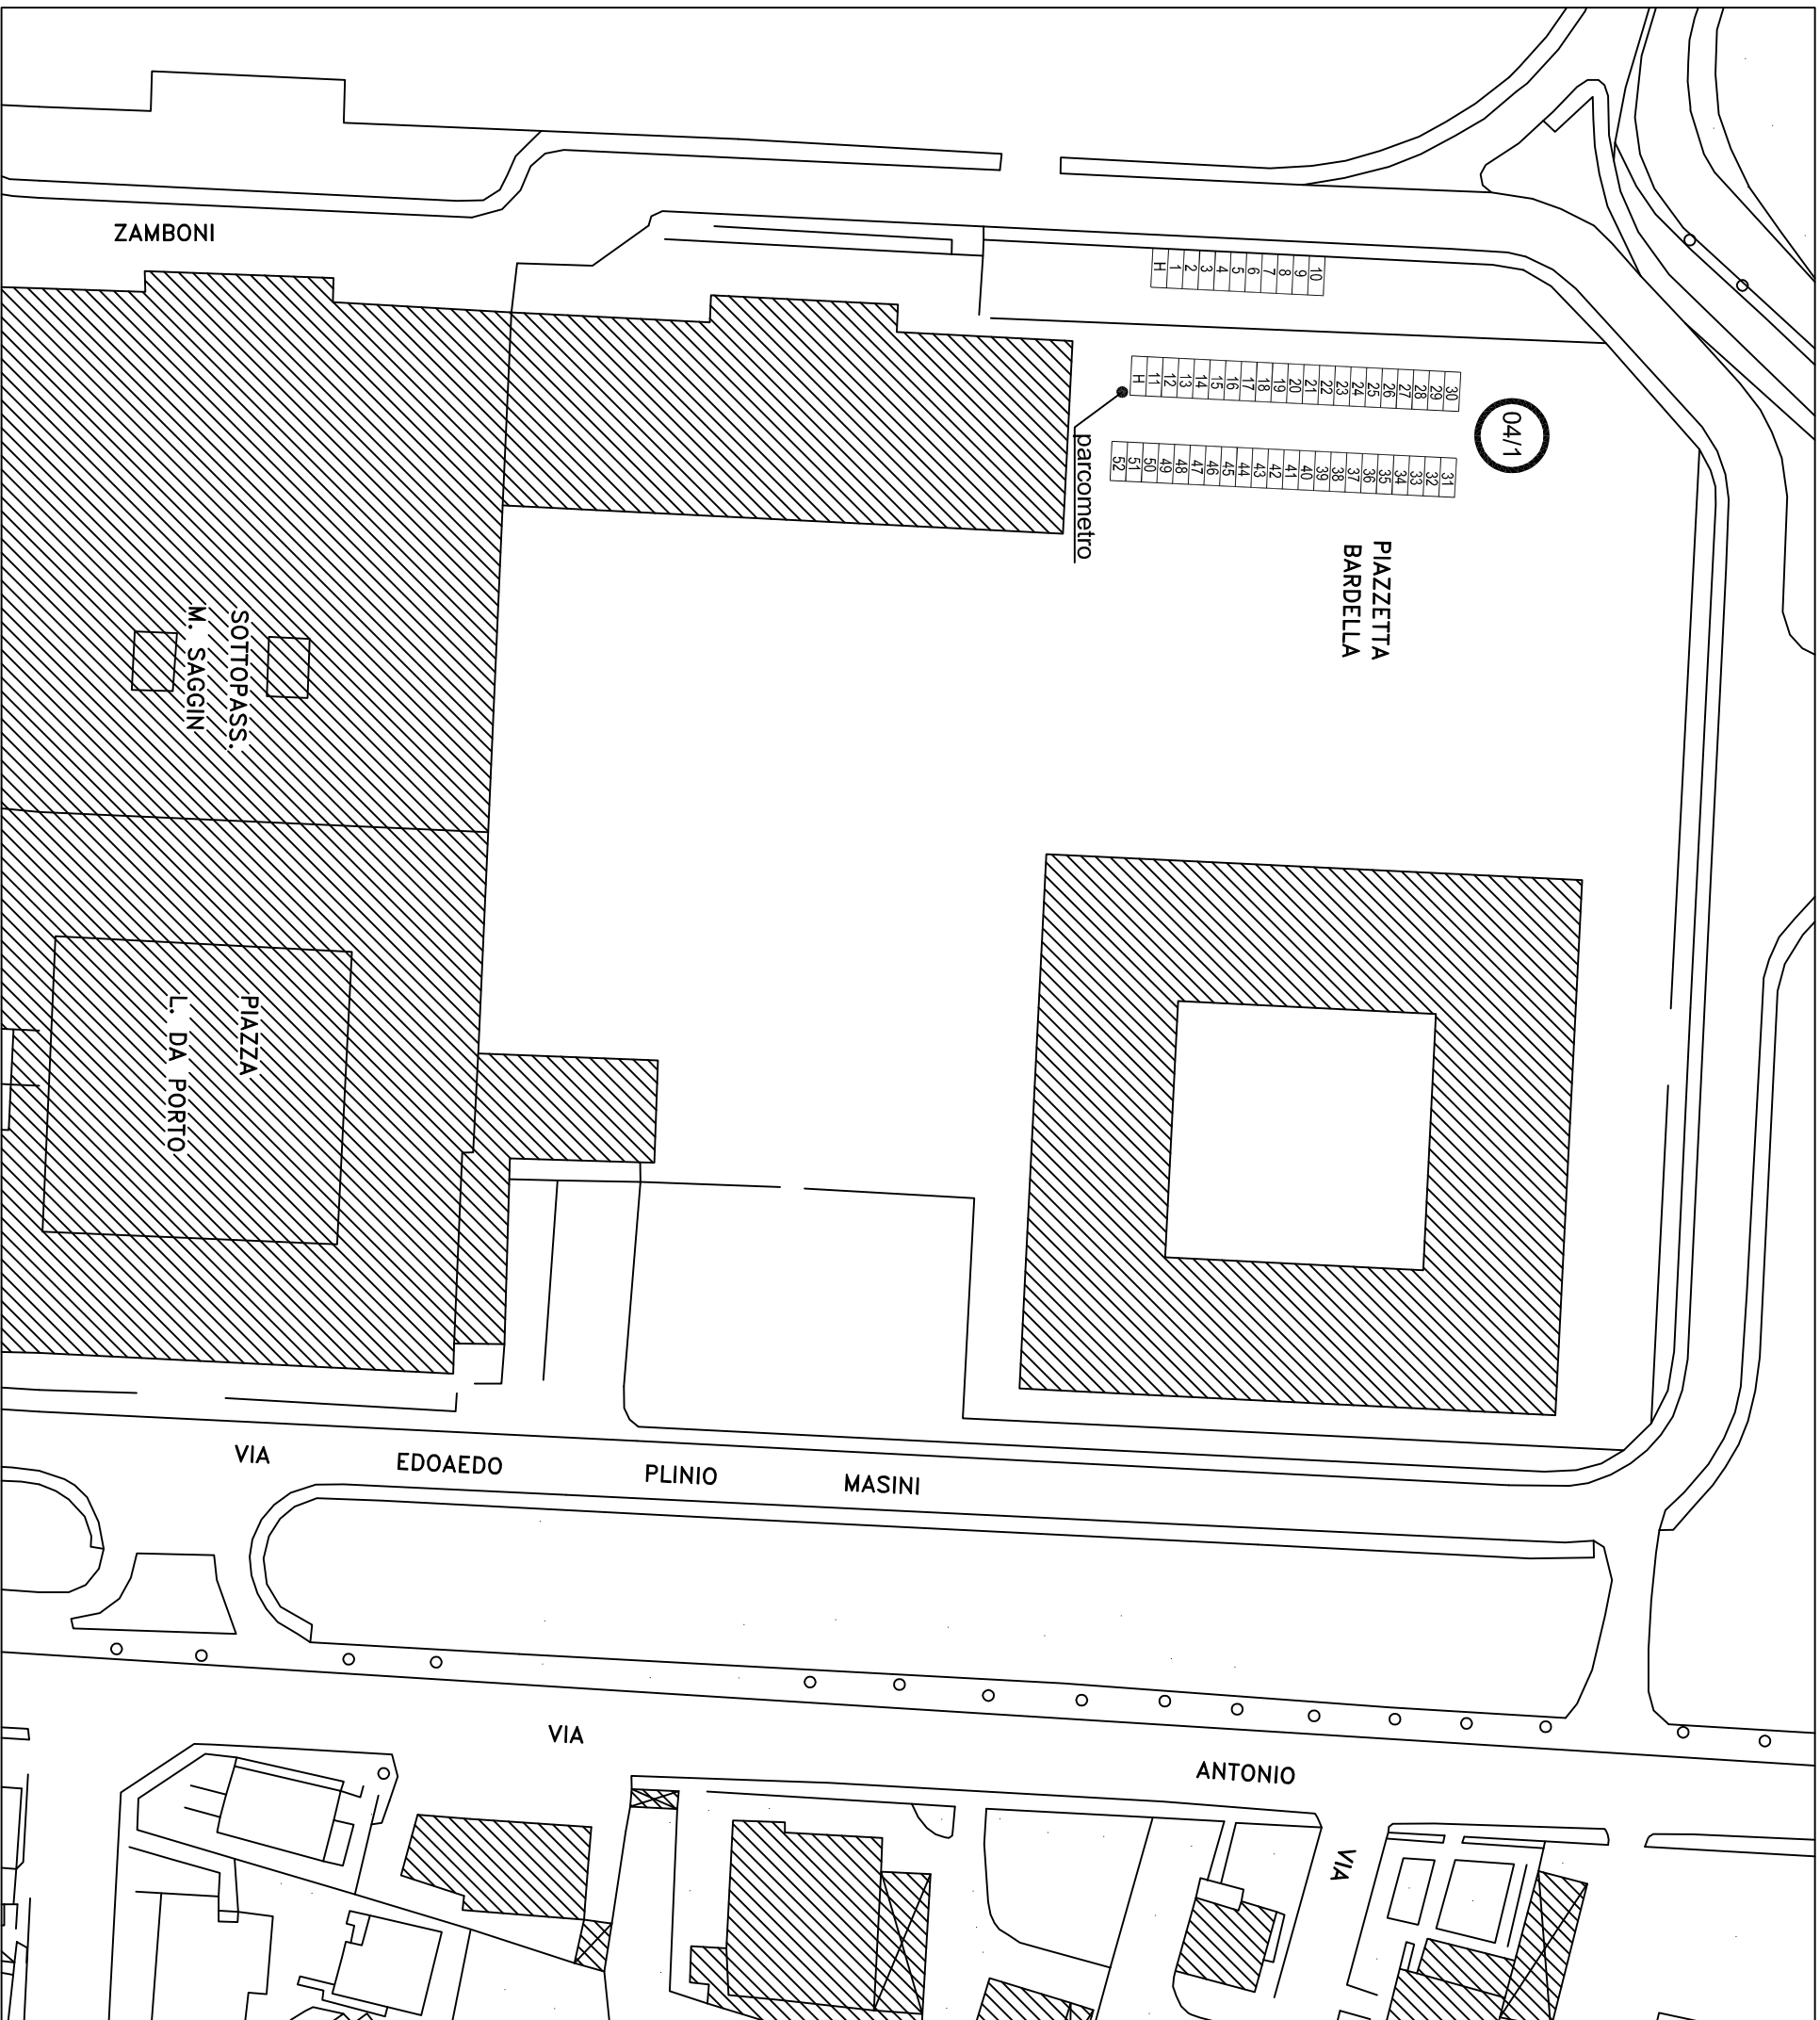 ZAMBONI
H 1 2 3 4 5 6 7 8 9 10
H 11 12 13 14 15 16 17 18 19 20 21 22 23 24 25 26 27 28 29 30
04/1
52 51 50 49 48 47 46 45 44 43 42 41 40 39 38 37 36 35 34 33 32 31
parcometro
PIAZZETTA
BARDELLA
SOTTOPASS.
M. SAGGIN
PIAZZA
L. DA PORTO
VIA EDOAEDO PLINIO MASINI
VIA ANTONIO
VIA